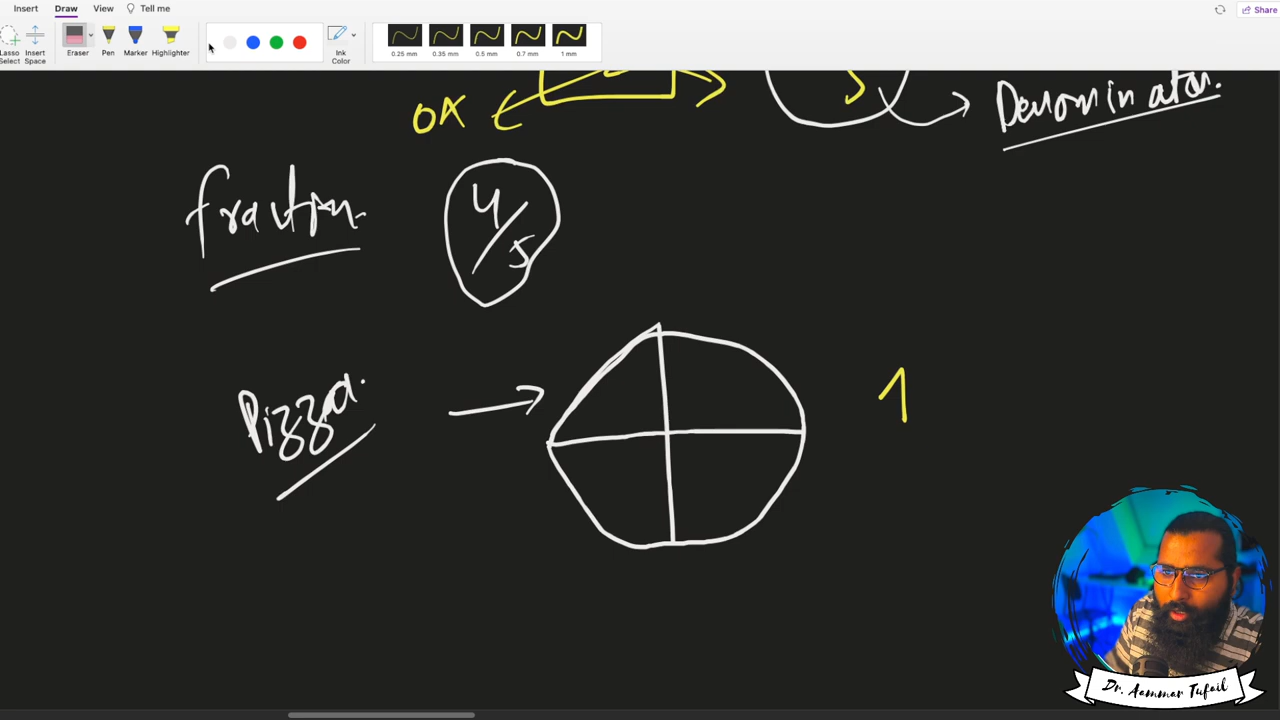 Insert Draw View Tell me Share
Lasso Select Insert Space Eraser Pen Marker Highlighter Ink Color 0.25 mm 0.35 mm 0.5 mm 0.7 mm 1 mm
Denominator.
fraction. 4/5
Pizza. 1
Dr. Aammar Tufail